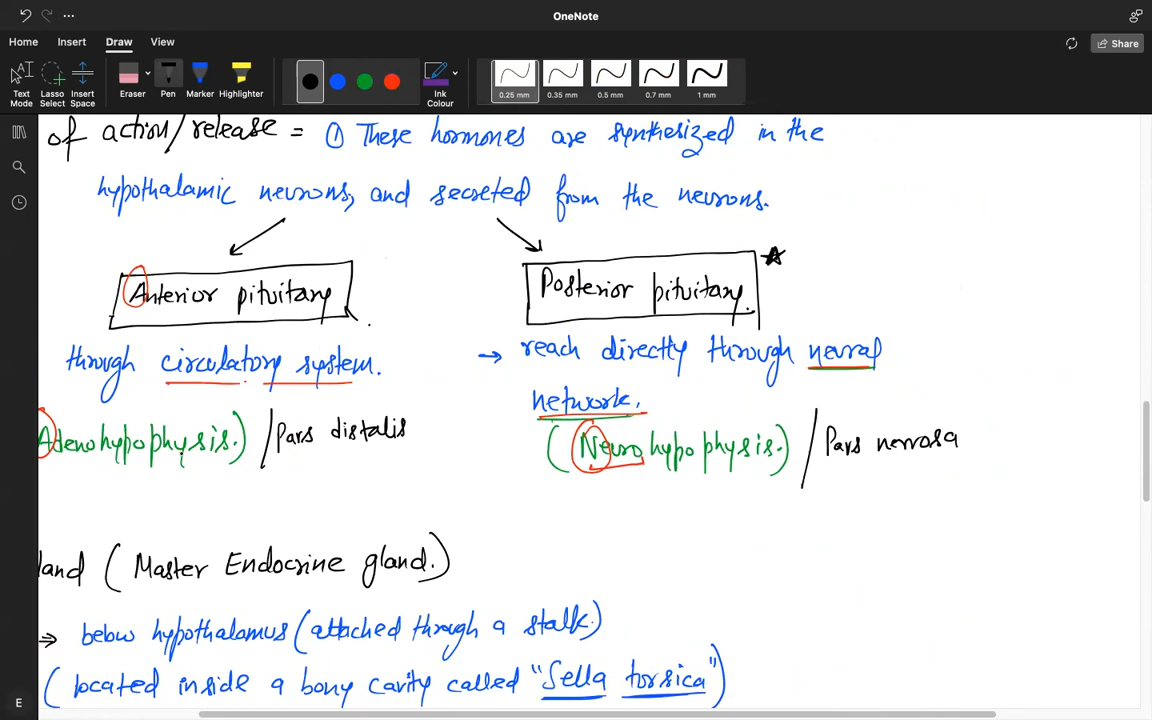 OneNote
Home Insert Draw View
Share
Text Mode Lasso Select Insert Space Eraser Pen Marker Highlighter Ink Colour 0.25 mm 0.35 mm 0.5 mm 0.7 mm 1 mm
of action/release = ① These hormones are synthesized in the
hypothalamic neurons, and secreted from the neurons.
Anterior pituitary Posterior pituitary.
through circulatory system. → reach directly through neural
network.
Adenohypophysis.) / Pars distalis (Neurohypophysis.) / Pars nervosa
land (Master Endocrine gland.)
⇒ below hypothalamus (attached through a stalk)
(located inside a bony cavity called "Sella torsica")
E